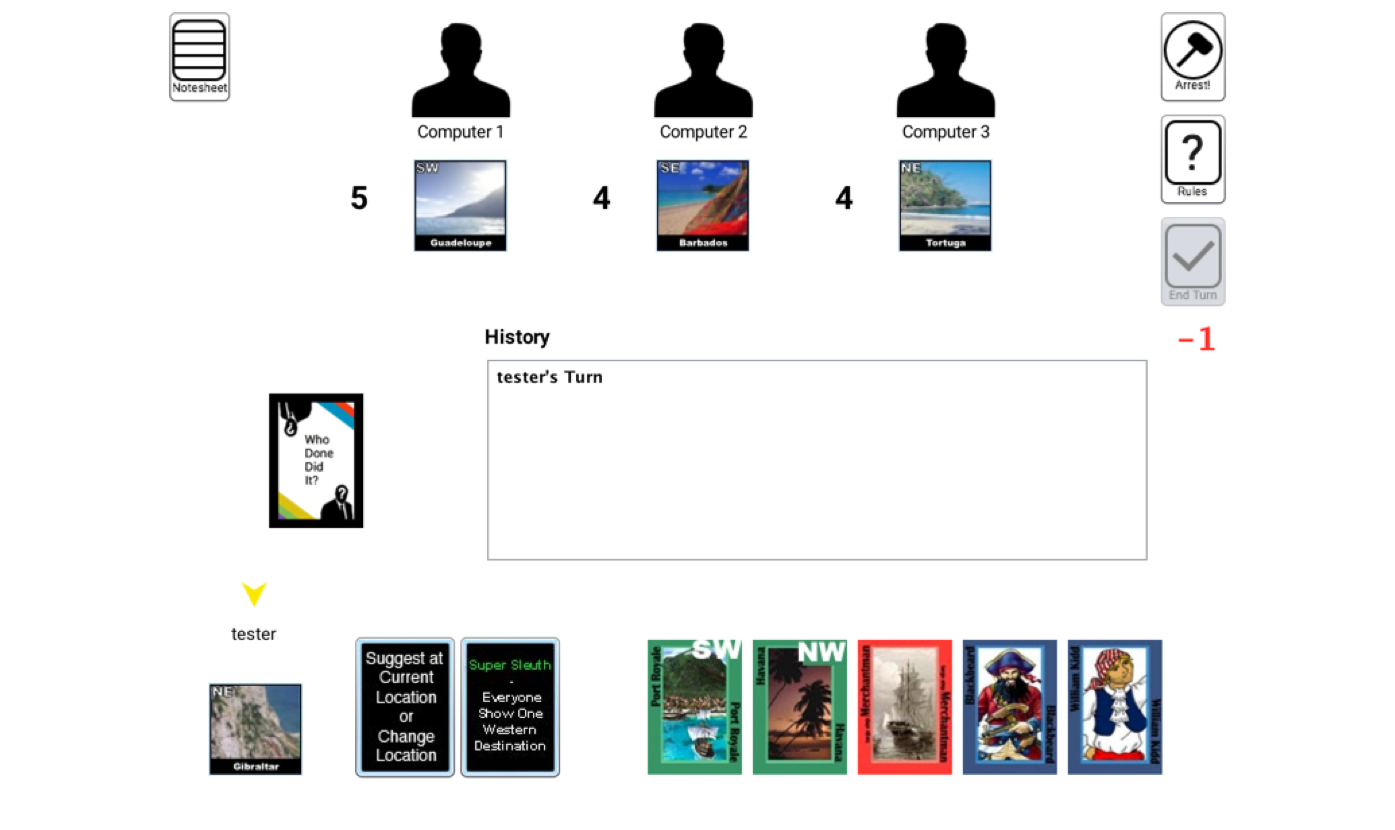 Notesheet
Computer 1
Computer 2
Computer 3
Arrest!
5
SW
Guadeloupe
4
SE
Barbados
4
NE
Tortuga
?
Rules
End Turn
-1
History
tester's Turn
?
Who
Done
Did
It?
?
tester
NE
Gibraltar
Suggest at
Current
Location
or
Change
Location
Super Sleuth
-
Everyone
Show One
Western
Destination
SW
Port Royale
Port Royale
NW
Havana
Havana
Merchantman
Merchantman
Blackbeard
Blackbeard
William Kidd
William Kidd